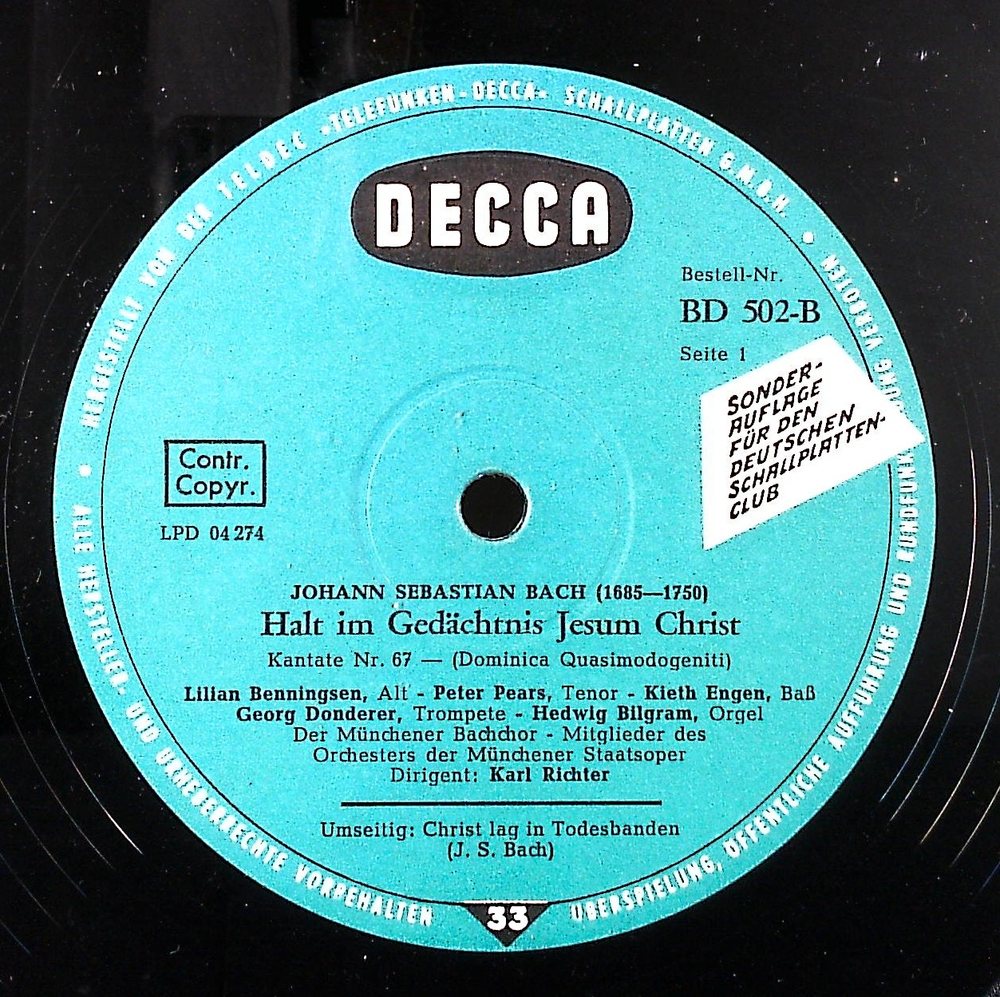 HERGESTELLT VON DER TELDEC »TELEFUNKEN-DECCA« SCHALLPLATTEN G.M.B.H.
DECCA
Bestell-Nr.
BD 502-B
Seite 1
SONDER-
AUFLAGE
FÜR DEN
DEUTSCHEN
SCHALLPLATTEN-
CLUB
Contr.
Copyr.
LPD 04 274
JOHANN SEBASTIAN BACH (1685—1750)
Halt im Gedächtnis Jesum Christ
Kantate Nr. 67 — (Dominica Quasimodogeniti)
Lilian Benningsen, Alt - Peter Pears, Tenor - Kieth Engen, Baß
Georg Donderer, Trompete - Hedwig Bilgram, Orgel
Der Münchener Bachchor - Mitglieder des
Orchesters der Münchener Staatsoper
Dirigent: Karl Richter
Umseitig: Christ lag in Todesbanden
(J. S. Bach)
33
ALLE HERSTELLER- UND URHEBERRECHTE VORBEHALTEN
ÜBERSPIELUNG, ÖFFENTLICHE AUFFÜHRUNG UND VERBOTEN